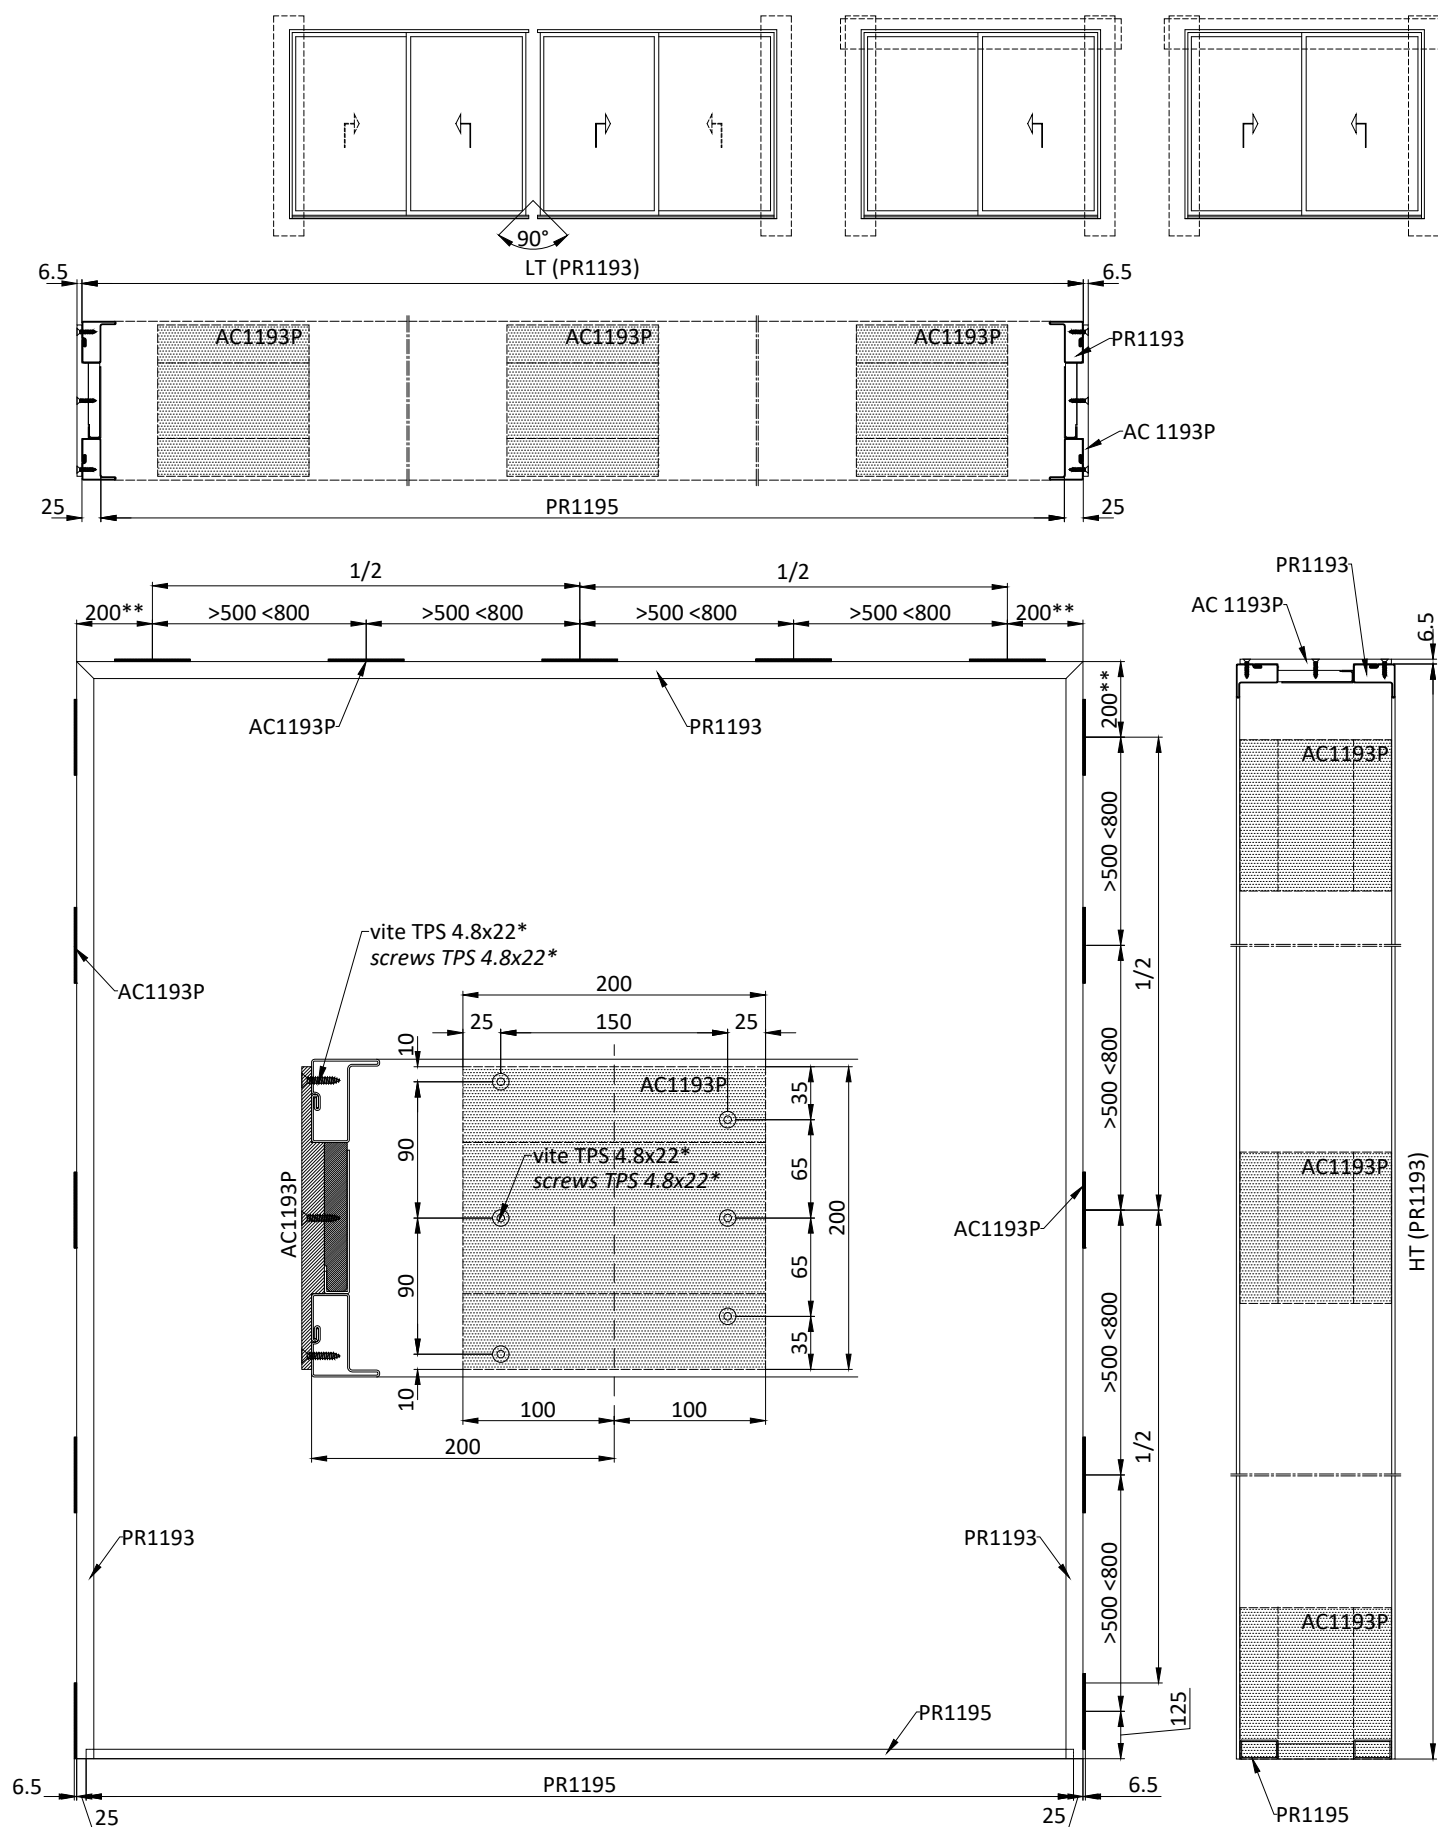 90°
LT (PR1193)
6.5
6.5
AC1193P
AC1193P
AC1193P
PR1193
AC 1193P
25
PR1195
25
1/2
1/2
200**
>500 <800
>500 <800
>500 <800
>500 <800
200**
PR1193
AC 1193P
6.5
AC1193P
PR1193
200**
AC1193P
>500 <800
vite TPS 4.8x22*
screws TPS 4.8x22*
AC1193P
1/2
200
25
150
25
10
AC1193P
35
>500 <800
90
vite TPS 4.8x22*
screws TPS 4.8x22*
65
AC1193P
200
AC1193P
AC1193P
HT (PR1193)
90
65
35
>500 <800
10
100
100
200
1/2
PR1193
PR1193
>500 <800
AC1193P
PR1195
125
6.5
PR1195
6.5
25
25
PR1195